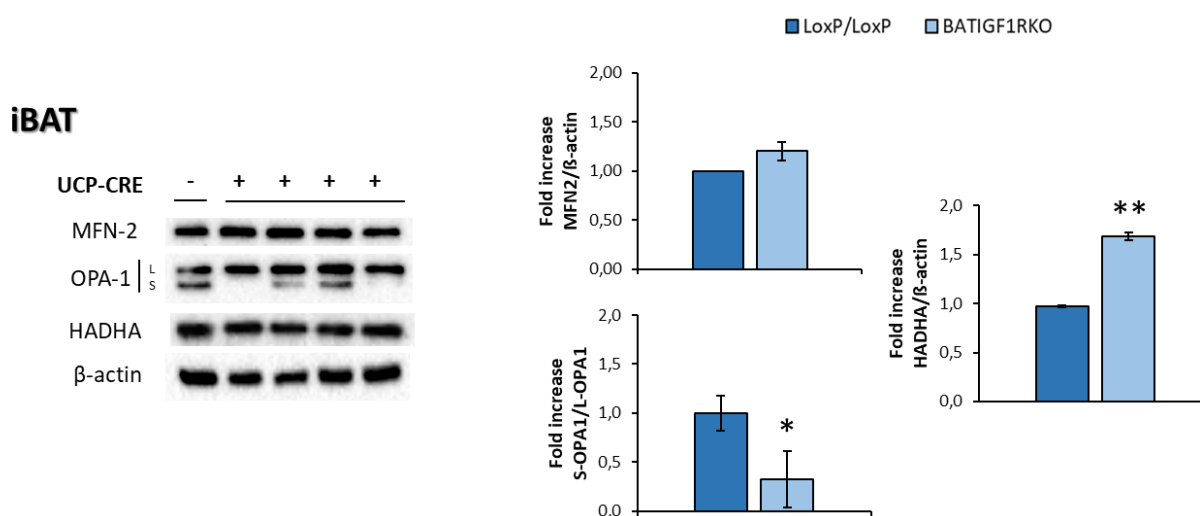 iBAT
UCP-CRE - + + + +
MFN-2
OPA-1 L
S
HADHA
β-actin
LoxP/LoxP BATIGF1RKO
Fold increase
MFN2/ß-actin
2,00
1,50
1,00
0,50
0,00
Fold increase
S-OPA1/L-OPA1
2,0
1,5
1,0
0,5
0,0
*
Fold increase
HADHA/ß-actin
2,0
1,5
1,0
0,5
0,0
**